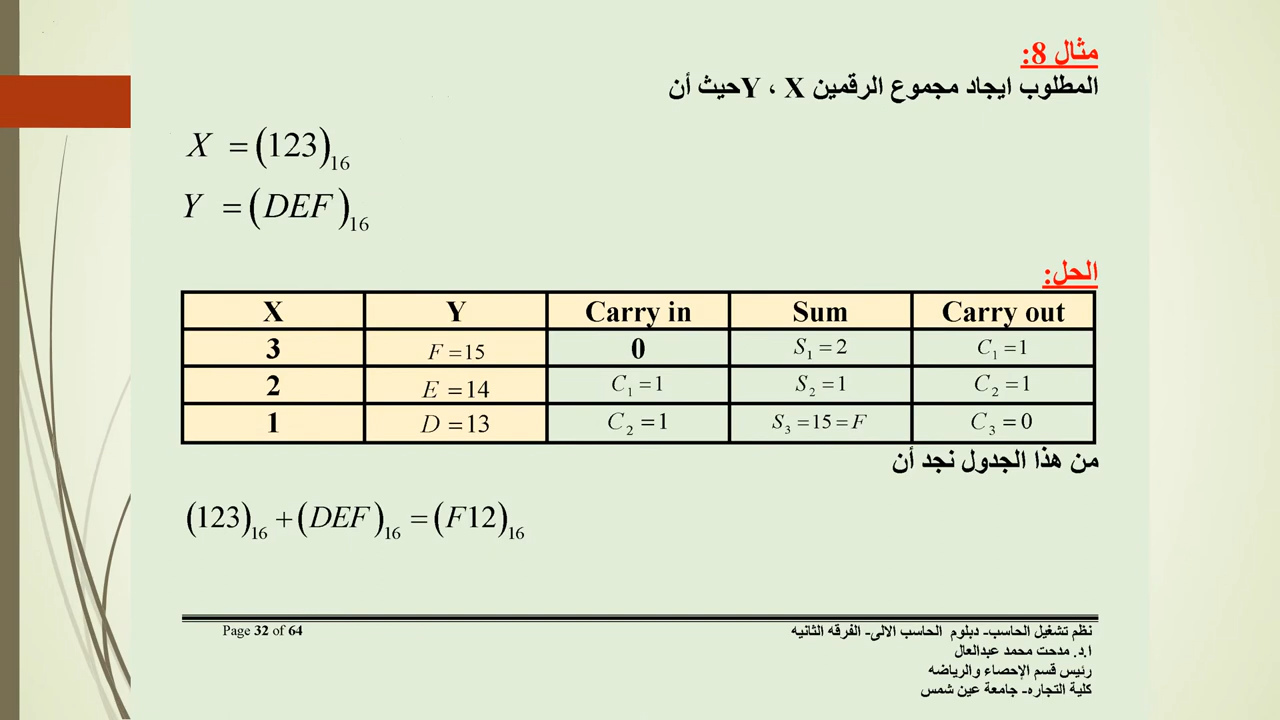 مثال 8:
المطلوب ايجاد مجموع الرقمين X ، Yحيث أن
X = (123)₁₆
Y = (DEF)₁₆
الحل:
X Y Carry in Sum Carry out
3 F = 15 0 S₁ = 2 C₁ = 1
2 E = 14 C₁ = 1 S₂ = 1 C₂ = 1
1 D = 13 C₂ = 1 S₃ = 15 = F C₃ = 0
من هذا الجدول نجد أن
(123)₁₆ + (DEF)₁₆ = (F12)₁₆
Page 32 of 64
نظم تشغيل الحاسب- دبلوم الحاسب الالى- الفرقه الثانيه
ا.د. مدحت محمد عبدالعال
رئيس قسم الإحصاء والرياضه
كلية التجاره- جامعة عين شمس